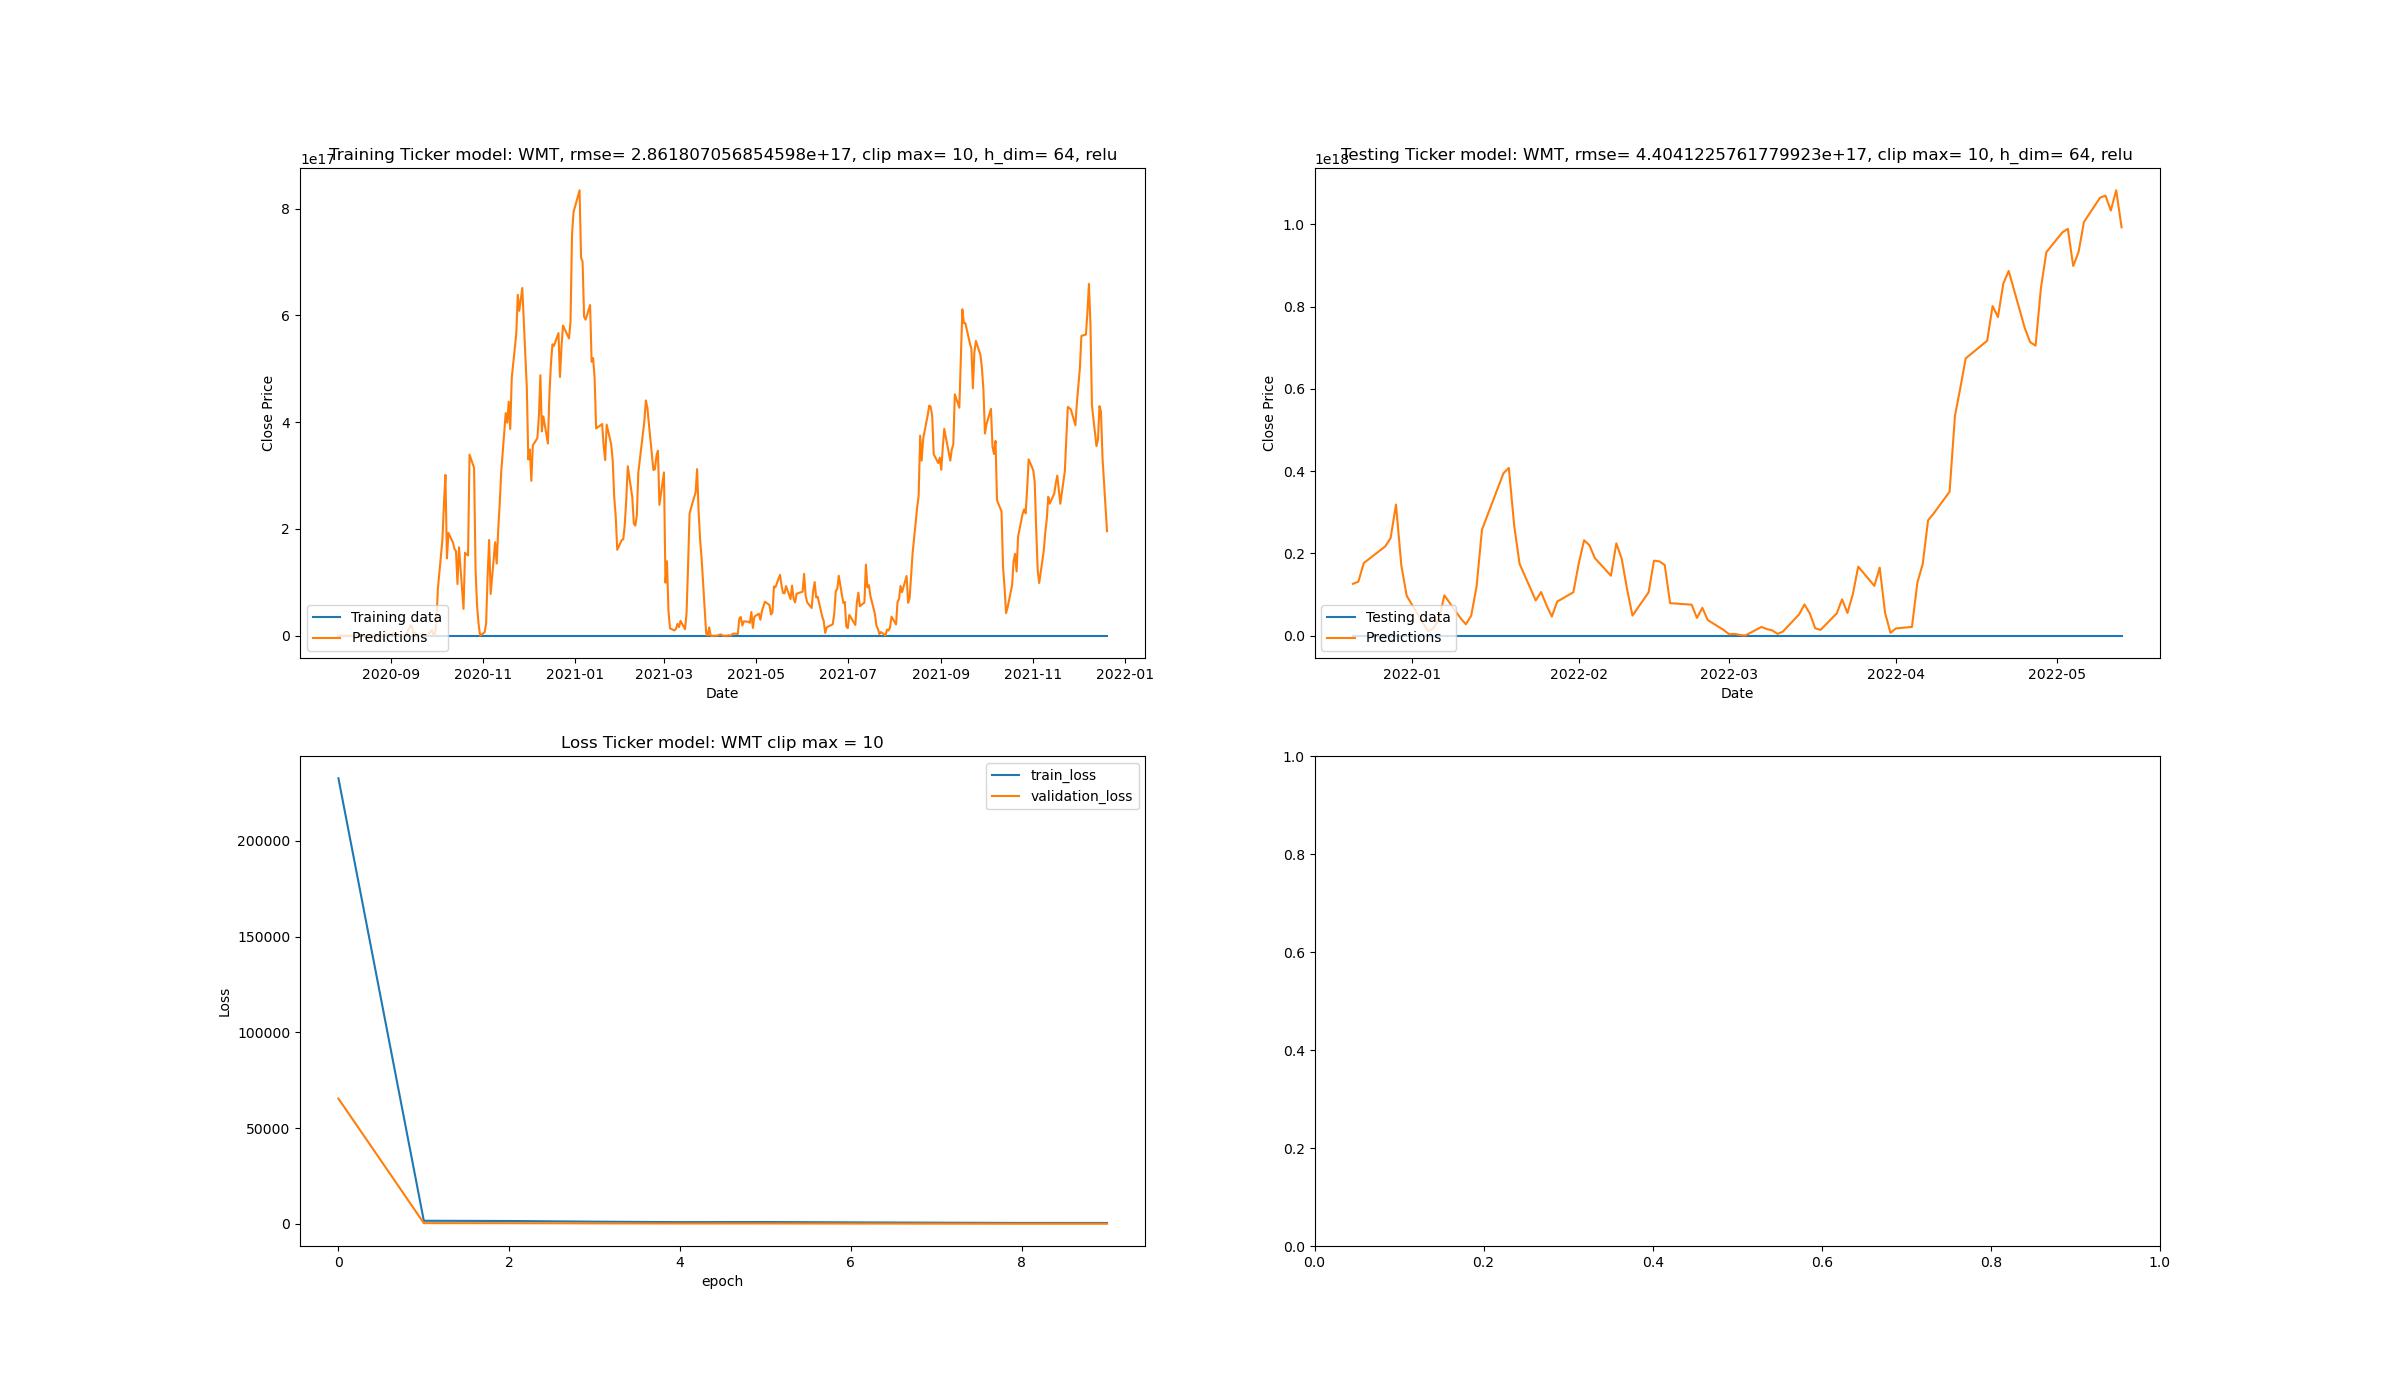 Training Ticker model: WMT, rmse= 2.861807056854598e+17, clip max= 10, h_dim= 64, relu
1e17
8
6
4
2
0
Close Price
Training data
Predictions
2020-09 2020-11 2021-01 2021-03 2021-05 2021-07 2021-09 2021-11 2022-01
Date
Testing Ticker model: WMT, rmse= 4.4041225761779923e+17, clip max= 10, h_dim= 64, relu
1e18
1.0
0.8
0.6
0.4
0.2
0.0
Close Price
Testing data
Predictions
2022-01 2022-02 2022-03 2022-04 2022-05
Date
Loss Ticker model: WMT clip max = 10
train_loss
validation_loss
200000
150000
100000
50000
0
Loss
0 2 4 6 8
epoch
1.0
0.8
0.6
0.4
0.2
0.0
0.0 0.2 0.4 0.6 0.8 1.0